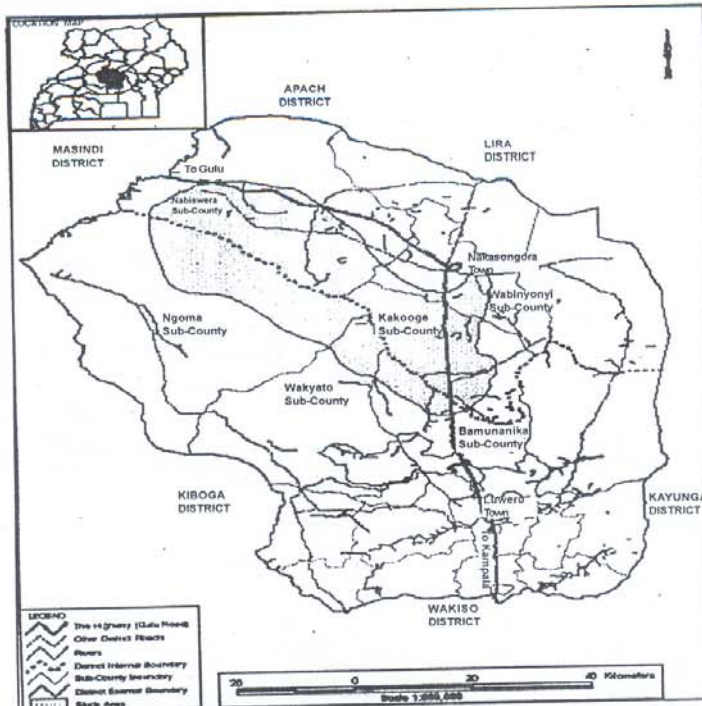 LOCATION MAP
APACH
DISTRICT
LIRA
DISTRICT
MASINDI
DISTRICT
To Gulu
Nabiswera
Sub-County
Nakasongora
Town
Wabinyonyi
Sub-County
Ngoma
Sub-County
Kakooge
Sub-County
Wakyato
Sub-County
Bamunanika
Sub-County
KIBOGA
DISTRICT
KAYUNGA
DISTRICT
Luwero
Town
To Kampala
WAKISO
DISTRICT
LEGEND
The Highway (Gulu Road)
Other District Roads
Rivers
District Internal Boundary
Sub-County Boundary
District External Boundary
Study Area
20 0 20 40 Kilometers
Scale